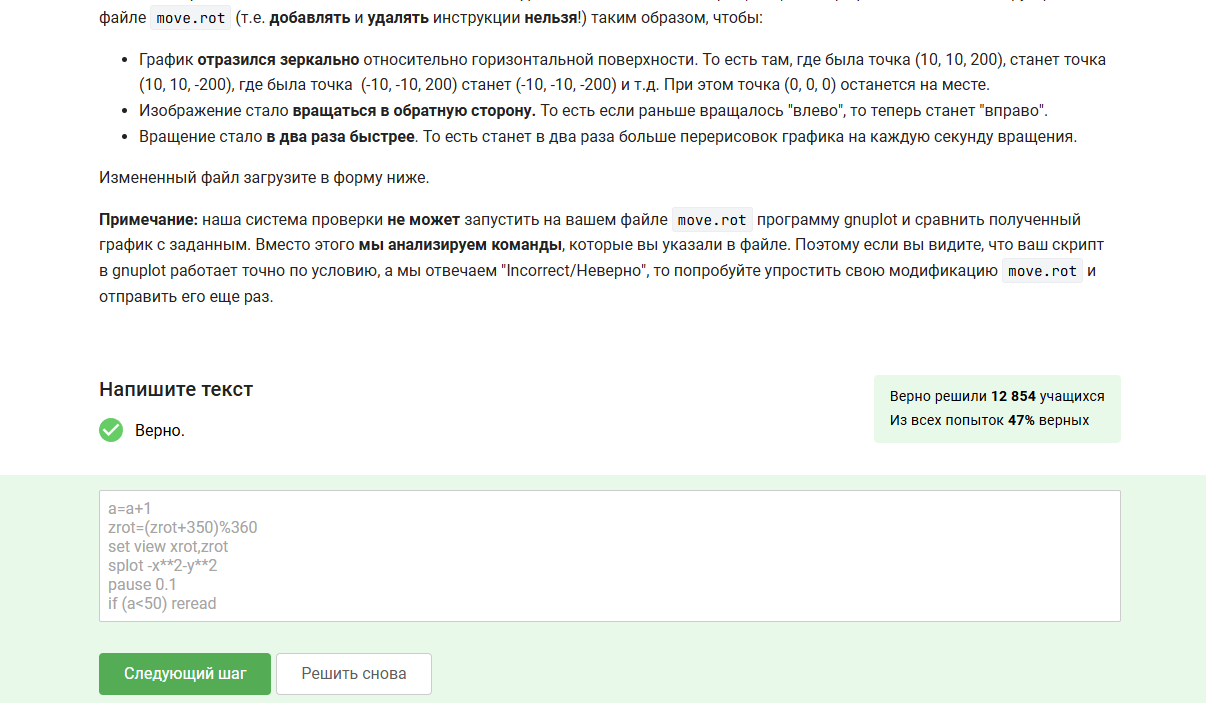 файле move.rot (т.е. добавлять и удалять инструкции нельзя!) таким образом, чтобы:
• График отразился зеркально относительно горизонтальной поверхности. То есть там, где была точка (10, 10, 200), станет точка
(10, 10, -200), где была точка (-10, -10, 200) станет (-10, -10, -200) и т.д. При этом точка (0, 0, 0) останется на месте.
• Изображение стало вращаться в обратную сторону. То есть если раньше вращалось "влево", то теперь станет "вправо".
• Вращение стало в два раза быстрее. То есть станет в два раза больше перерисовок графика на каждую секунду вращения.
Измененный файл загрузите в форму ниже.
Примечание: наша система проверки не может запустить на вашем файле move.rot программу gnuplot и сравнить полученный
график с заданным. Вместо этого мы анализируем команды, которые вы указали в файле. Поэтому если вы видите, что ваш скрипт
в gnuplot работает точно по условию, а мы отвечаем "Incorrect/Неверно", то попробуйте упростить свою модификацию move.rot и
отправить его еще раз.
Напишите текст
Верно решили 12 854 учащихся
Из всех попыток 47% верных
Верно.
a=a+1
zrot=(zrot+350)%360
set view xrot,zrot
splot -x**2-y**2
pause 0.1
if (a<50) reread
Следующий шаг
Решить снова